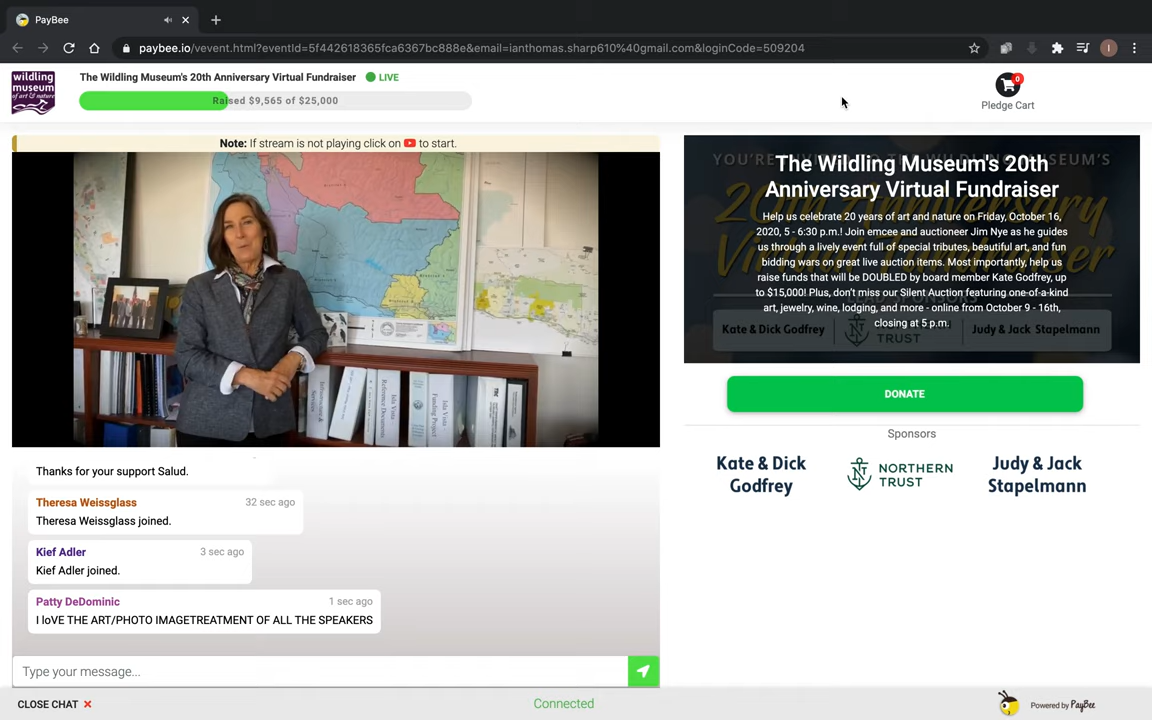 PayBee
paybee.io/vevent.html?eventId=5f442618365fca6367bc888e&email=ianthomas.sharp610%40gmail.com&loginCode=509204
I
wildling
museum
of art & nature
The Wildling Museum's 20th Anniversary Virtual Fundraiser
LIVE
Raised $9,565 of $25,000
0
Pledge Cart
Note: If stream is not playing click on to start.
Thanks for your support Salud.
Theresa Weissglass
32 sec ago
Theresa Weissglass joined.
Kief Adler
3 sec ago
Kief Adler joined.
Patty DeDominic
1 sec ago
I loVE THE ART/PHOTO IMAGETREATMENT OF ALL THE SPEAKERS
Type your message...
CLOSE CHAT
Connected
The Wildling Museum's 20th
Anniversary Virtual Fundraiser
Help us celebrate 20 years of art and nature on Friday, October 16,
2020, 5 - 6:30 p.m.! Join emcee and auctioneer Jim Nye as he guides
us through a lively event full of special tributes, beautiful art, and fun
bidding wars on great live auction items. Most importantly, help us
raise funds that will be DOUBLED by board member Kate Godfrey, up
to $15,000! Plus, don't miss our Silent Auction featuring one-of-a-kind
art, jewelry, wine, lodging, and more - online from October 9 - 16th,
closing at 5 p.m.
Kate & Dick Godfrey
NORTHERN
TRUST
Judy & Jack Stapelmann
DONATE
Sponsors
Kate & Dick
Godfrey
NORTHERN
TRUST
Judy & Jack
Stapelmann
Powered by PayBee